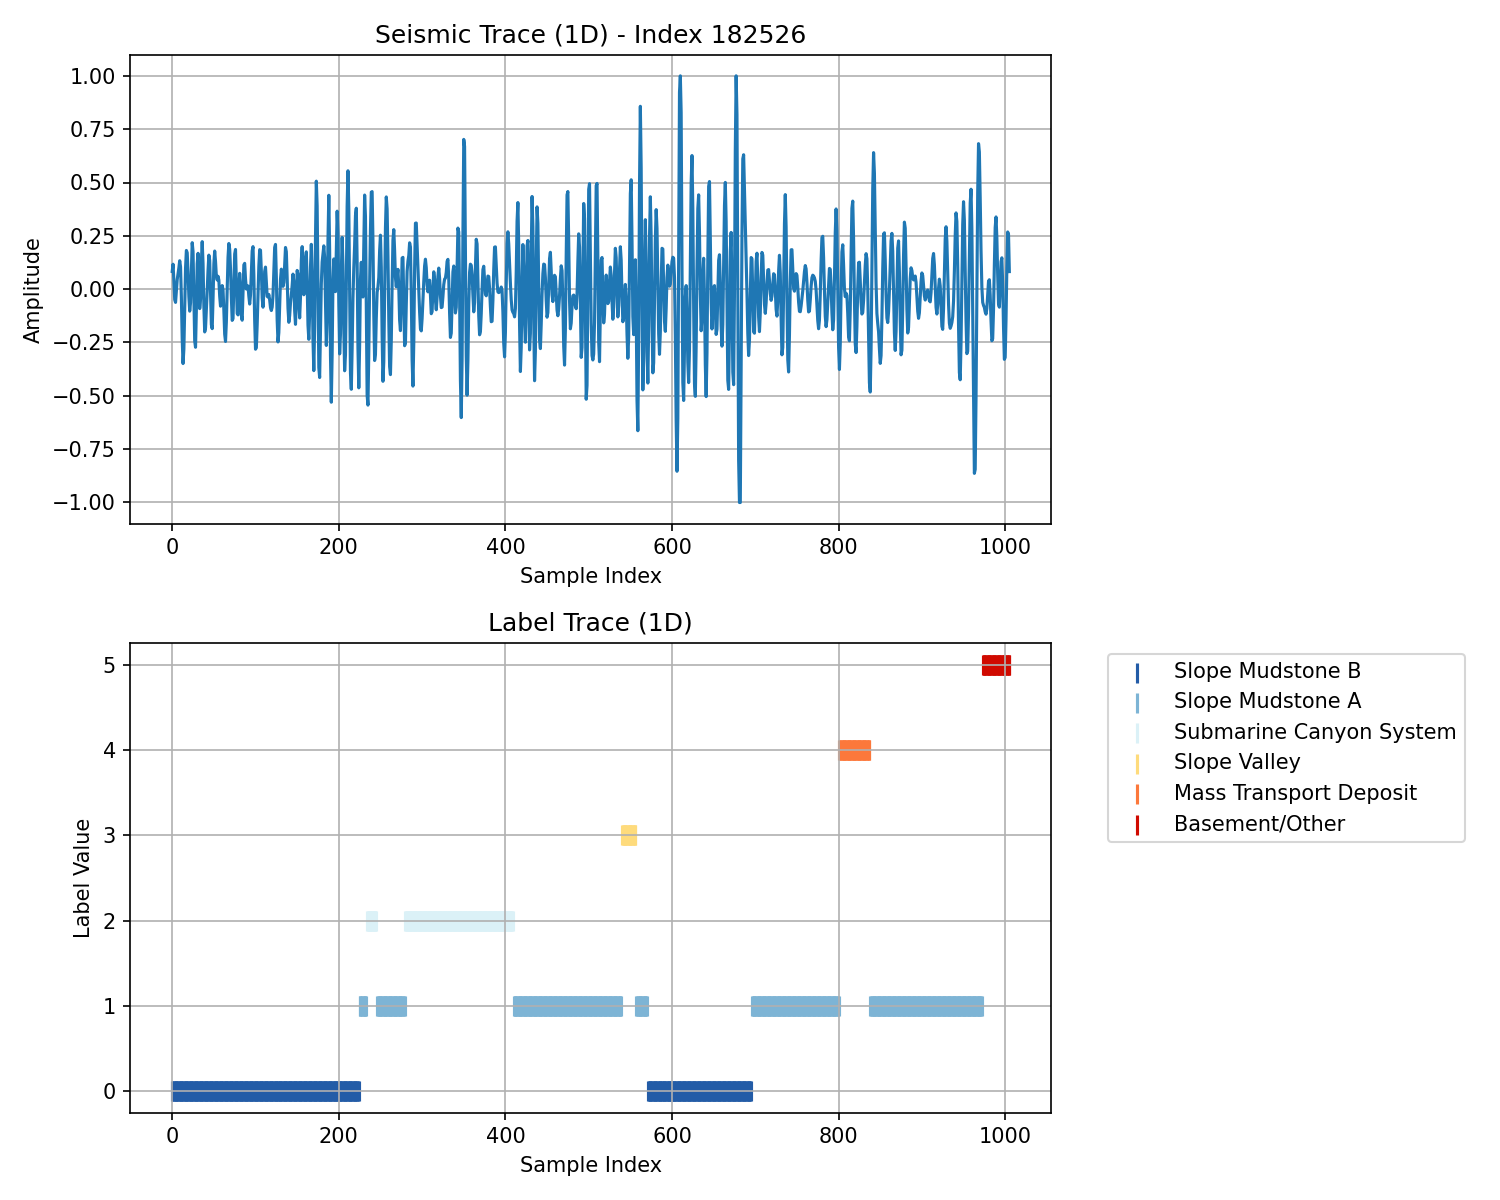 Seismic Trace (1D) - Index 182526
1.00
0.75
0.50
0.25
0.00
−0.25
−0.50
−0.75
−1.00
Amplitude
0 200 400 600 800 1000
Sample Index
Label Trace (1D)
5
4
3
2
1
0
Label Value
0 200 400 600 800 1000
Sample Index
Slope Mudstone B
Slope Mudstone A
Submarine Canyon System
Slope Valley
Mass Transport Deposit
Basement/Other